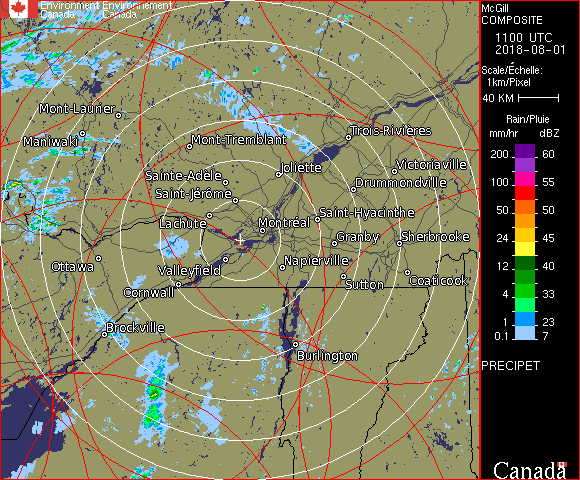 Environment Environnement
Canada Canada
McGill
COMPOSITE
1100 UTC
2018-08-01
Scale/Échelle:
1km/Pixel
40 KM
Rain/Pluie
mm/hr dBZ
200 60
100 55
50 50
24 45
12 40
4 33
1 23
0.1 7
PRECIPET
Canada
Mont-Laurier
Maniwaki
Mont-Tremblant
Trois-Rivières
Joliette
Victoriaville
Sainte-Adèle
Drummondville
Saint-Jérôme
Saint-Hyacinthe
Lachute
Montréal
Granby
Sherbrooke
Ottawa
Valleyfield
Napierville
Cornwall
Sutton
Coaticook
Brockville
Burlington